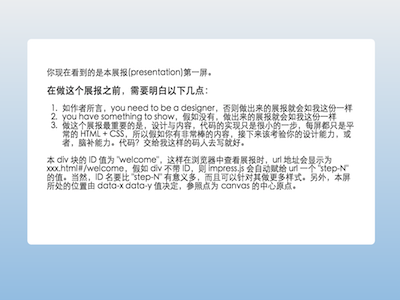 你现在看到的是本展报(presentation)第一屏。
在做这个展报之前，需要明白以下几点：
1. 如作者所言，you need to be a designer，否则做出来的展报就会如我这份一样
2. you have something to show，假如没有，做出来的展报就会如我这份一样
3. 做这个展报最重要的是，设计与内容，代码的实现只是很小的一步，每屏都只是平
常的 HTML + CSS，所以假如你有非常棒的内容，接下来该考验你的设计能力，或
者，脑补能力。代码？交给我这样的码人去写就好。
本 div 块的 ID 值为 "welcome"，这样在浏览器中查看展报时，url 地址会显示为
xxx.html#/welcome，假如 div 不带 ID，则 impress.js 会自动赋给 url 一个 "step-N"
的值。当然，ID 名要比 "step-N" 有意义多，而且可以针对其做更多样式。另外，本屏
所处的位置由 data-x data-y 值决定，参照点为 canvas 的中心原点。